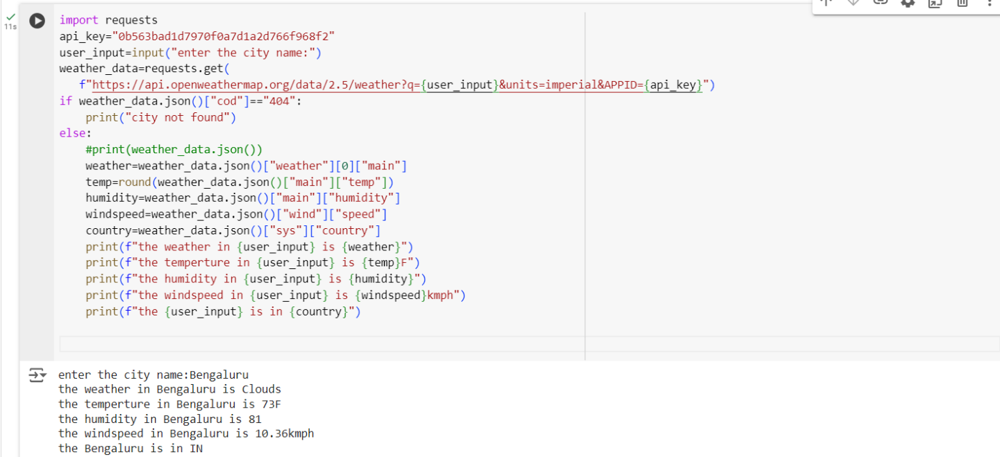 11s
import requests
api_key="0b563bad1d7970f0a7d1a2d766f968f2"
user_input=input("enter the city name:")
weather_data=requests.get(
   f"https://api.openweathermap.org/data/2.5/weather?q={user_input}&units=imperial&APPID={api_key}")
if weather_data.json()["cod"]=="404":
    print("city not found")
else:
    #print(weather_data.json())
    weather=weather_data.json()["weather"][0]["main"]
    temp=round(weather_data.json()["main"]["temp"])
    humidity=weather_data.json()["main"]["humidity"]
    windspeed=weather_data.json()["wind"]["speed"]
    country=weather_data.json()["sys"]["country"]
    print(f"the weather in {user_input} is {weather}")
    print(f"the temperture in {user_input} is {temp}F")
    print(f"the humidity in {user_input} is {humidity}")
    print(f"the windspeed in {user_input} is {windspeed}kmph")
    print(f"the {user_input} is in {country}")
enter the city name:Bengaluru
the weather in Bengaluru is Clouds
the temperture in Bengaluru is 73F
the humidity in Bengaluru is 81
the windspeed in Bengaluru is 10.36kmph
the Bengaluru is in IN